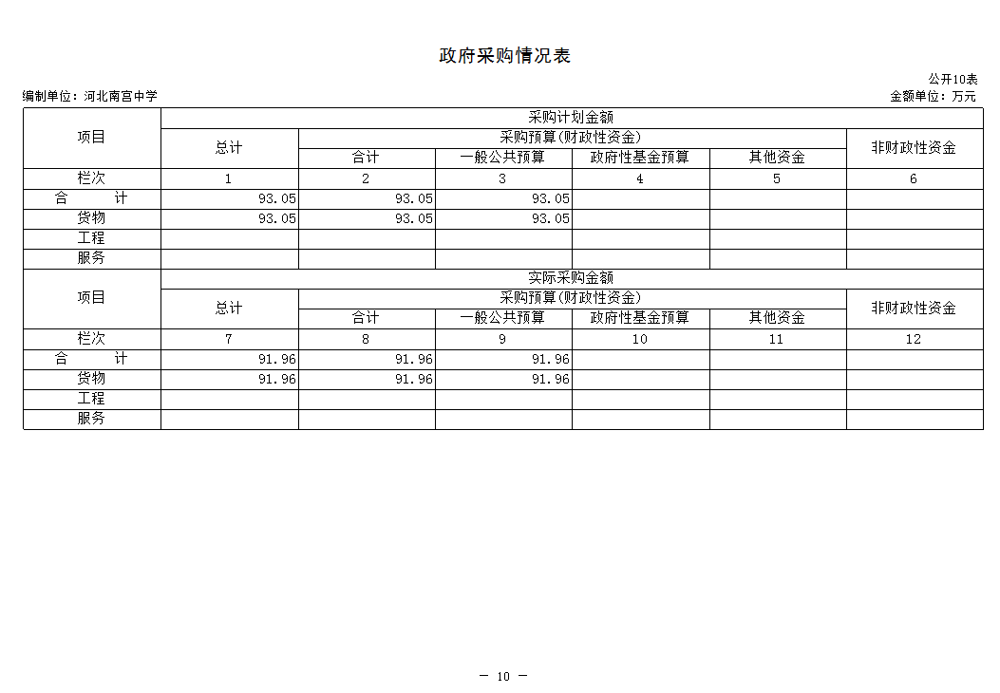 政府采购情况表
公开10表
编制单位：河北南宫中学 金额单位：万元
项目 采购计划金额
总计 采购预算(财政性资金) 非财政性资金
合计 一般公共预算 政府性基金预算 其他资金
栏次 1 2 3 4 5 6
合 计 93.05 93.05 93.05
货物 93.05 93.05 93.05
工程
服务
项目 实际采购金额
总计 采购预算(财政性资金) 非财政性资金
合计 一般公共预算 政府性基金预算 其他资金
栏次 7 8 9 10 11 12
合 计 91.96 91.96 91.96
货物 91.96 91.96 91.96
工程
服务
— 10 —